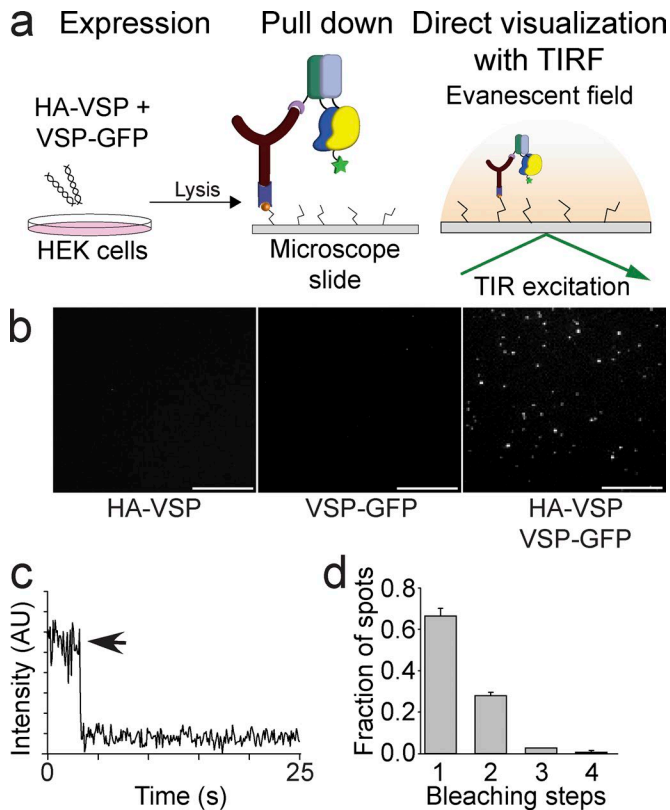 a
Expression
Pull down
Direct visualization
with TIRF
Evanescent field
HA-VSP +
VSP-GFP
Lysis
HEK cells
Microscope
slide
TIR excitation
b
HA-VSP
VSP-GFP
HA-VSP
VSP-GFP
c
Intensity (AU)
0
25
Time (s)
d
Fraction of spots
0.8
0.6
0.4
0.2
0.0
1
2
3
4
Bleaching steps